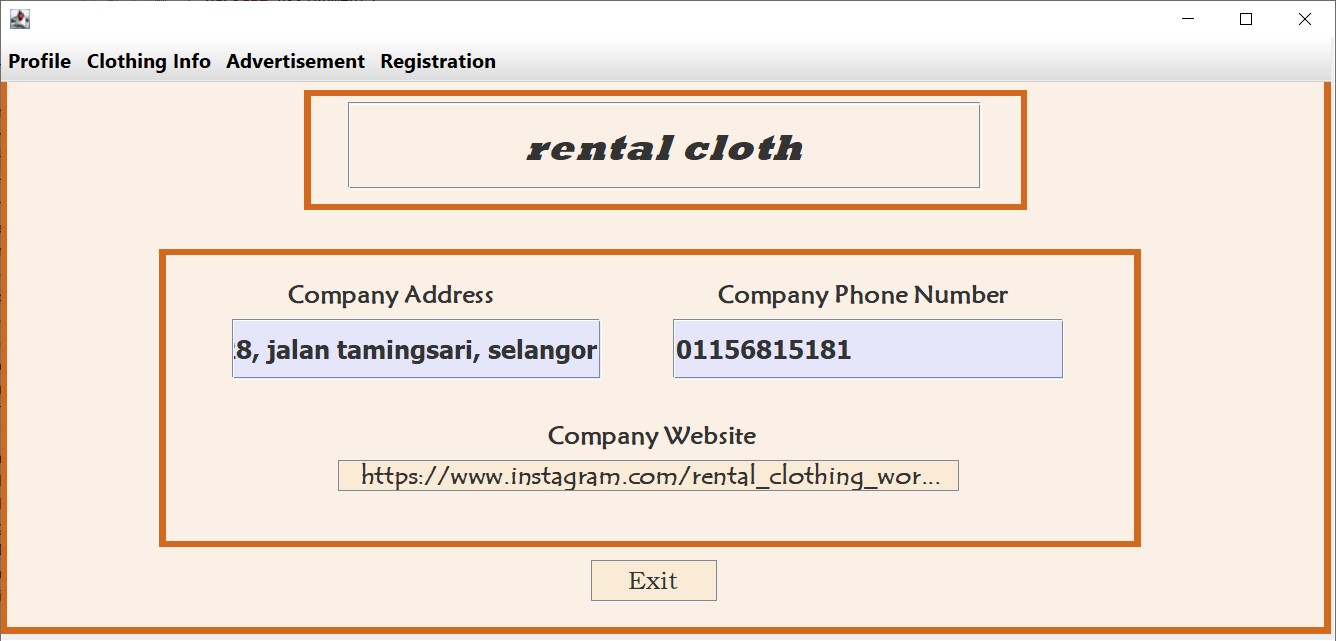 Profile Clothing Info Advertisement Registration
rental cloth
Company Address Company Phone Number
8, jalan tamingsari, selangor 01156815181
Company Website
https://www.instagram.com/rental_clothing_wor...
Exit